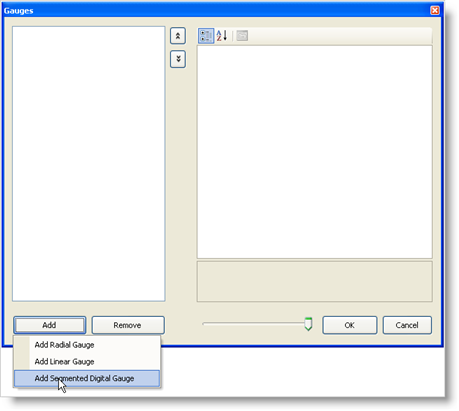 Gauges
Add
Remove
OK
Cancel
Add Radial Gauge
Add Linear Gauge
Add Segmented Digital Gauge